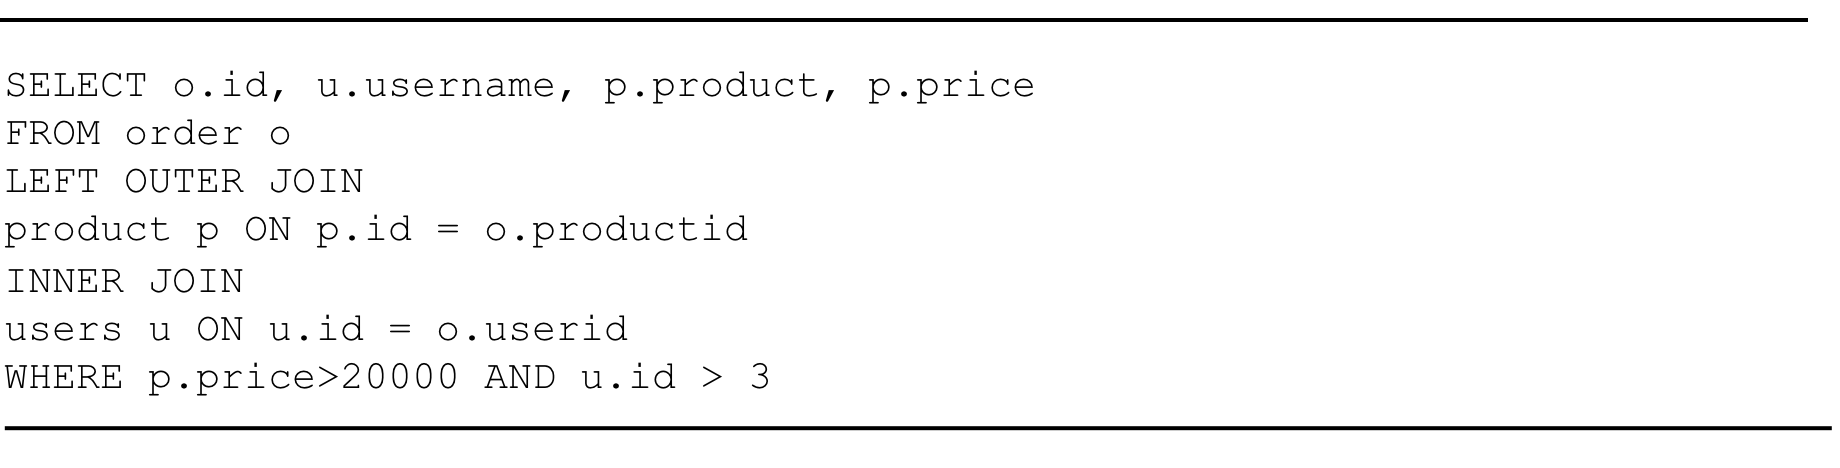 SELECT o.id, u.username, p.product, p.price
FROM order o
LEFT OUTER JOIN
product p ON p.id = o.productid
INNER JOIN
users u ON u.id = o.userid
WHERE p.price>20000 AND u.id > 3